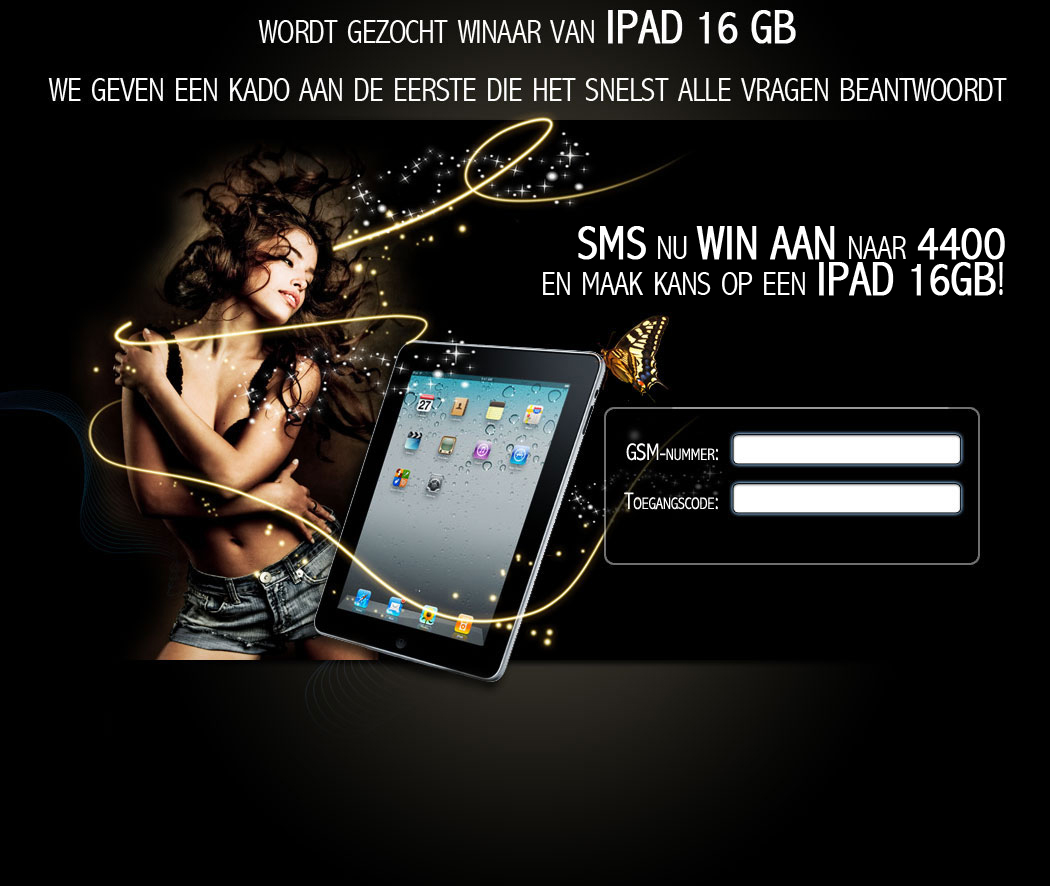 WORDT GEZOCHT WINAAR VAN IPAD 16 GB
WE GEVEN EEN KADO AAN DE EERSTE DIE HET SNELST ALLE VRAGEN BEANTWOORDT
SMS NU WIN AAN NAAR 4400
EN MAAK KANS OP EEN IPAD 16GB!
27
GSM-NUMMER:
TOEGANGSCODE: